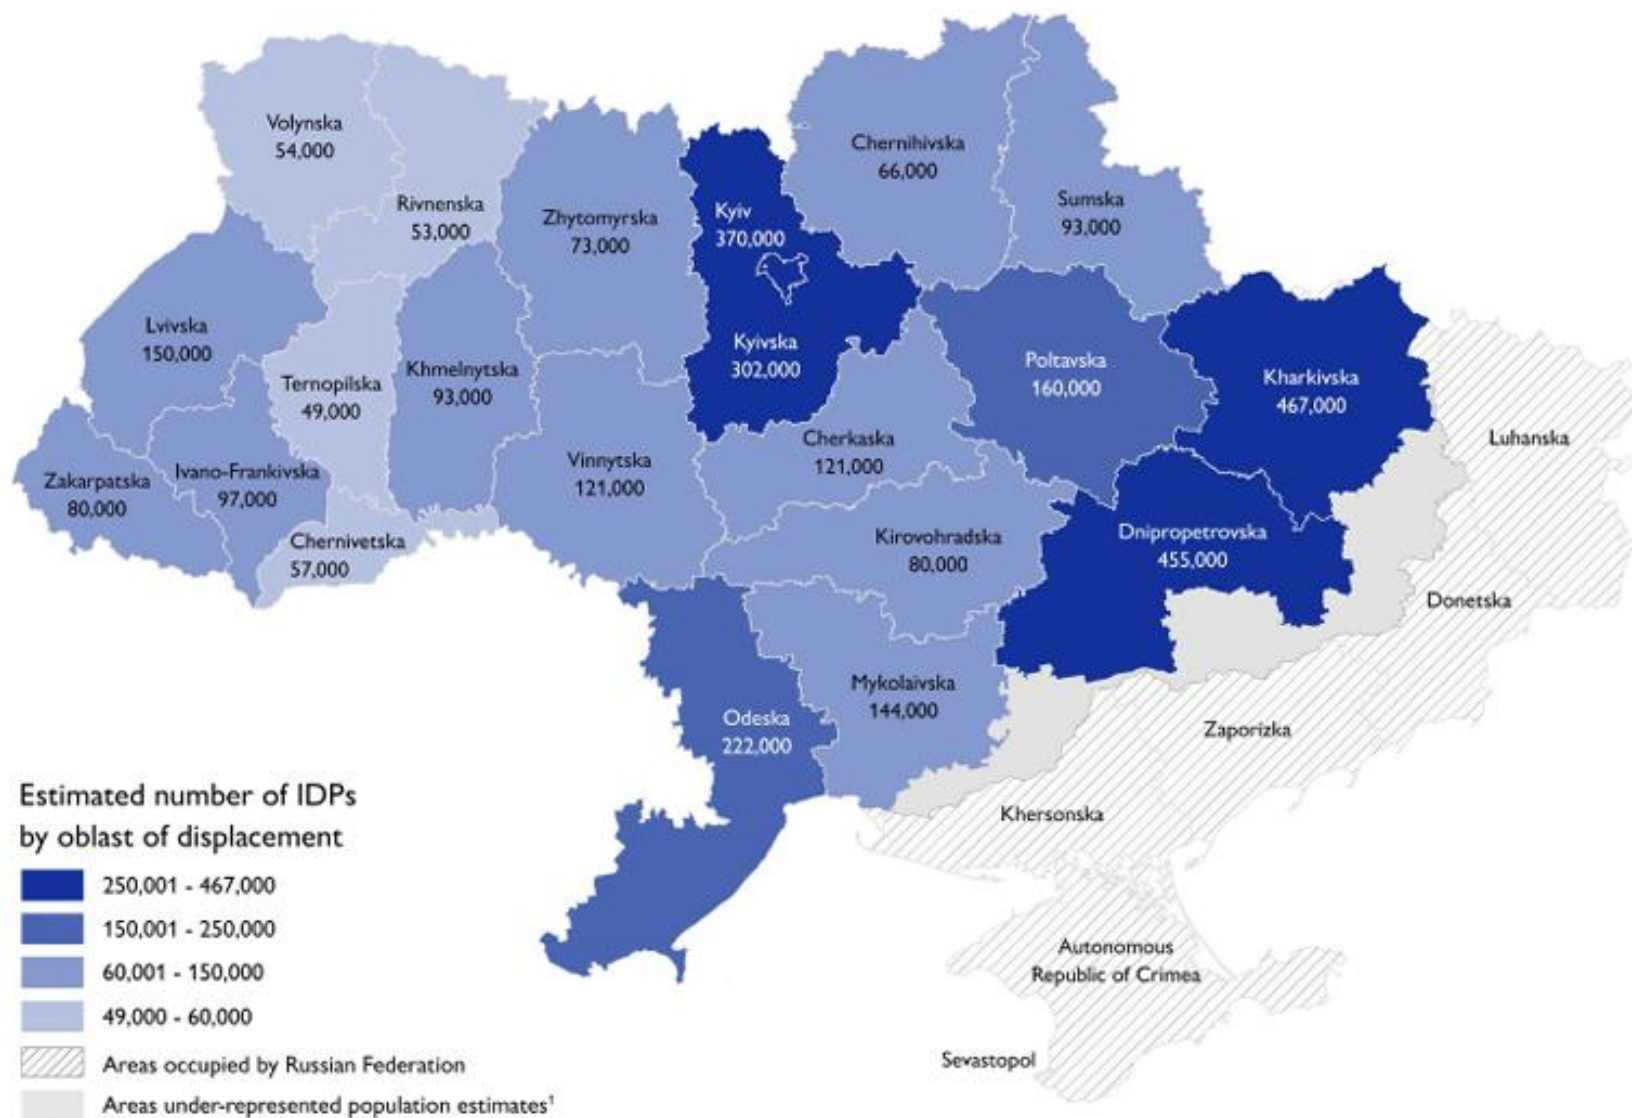 Volynska
54,000
Rivnenska
53,000
Zhytomyrska
73,000
Kyiv
370,000
Chernihivska
66,000
Sumska
93,000
Lvivska
150,000
Ternopilska
49,000
Khmelnytska
93,000
Kyivska
302,000
Poltavska
160,000
Kharkivska
467,000
Luhanska
Zakarpatska
80,000
Ivano-Frankivska
97,000
Chernivetska
57,000
Vinnytska
121,000
Cherkaska
121,000
Kirovohradska
80,000
Dnipropetrovska
455,000
Donetska
Odeska
222,000
Mykolaivska
144,000
Zaporizka
Khersonska
Autonomous
Republic of Crimea
Sevastopol
Estimated number of IDPs
by oblast of displacement
250,001 - 467,000
150,001 - 250,000
60,001 - 150,000
49,000 - 60,000
Areas occupied by Russian Federation
Areas under-represented population estimates¹